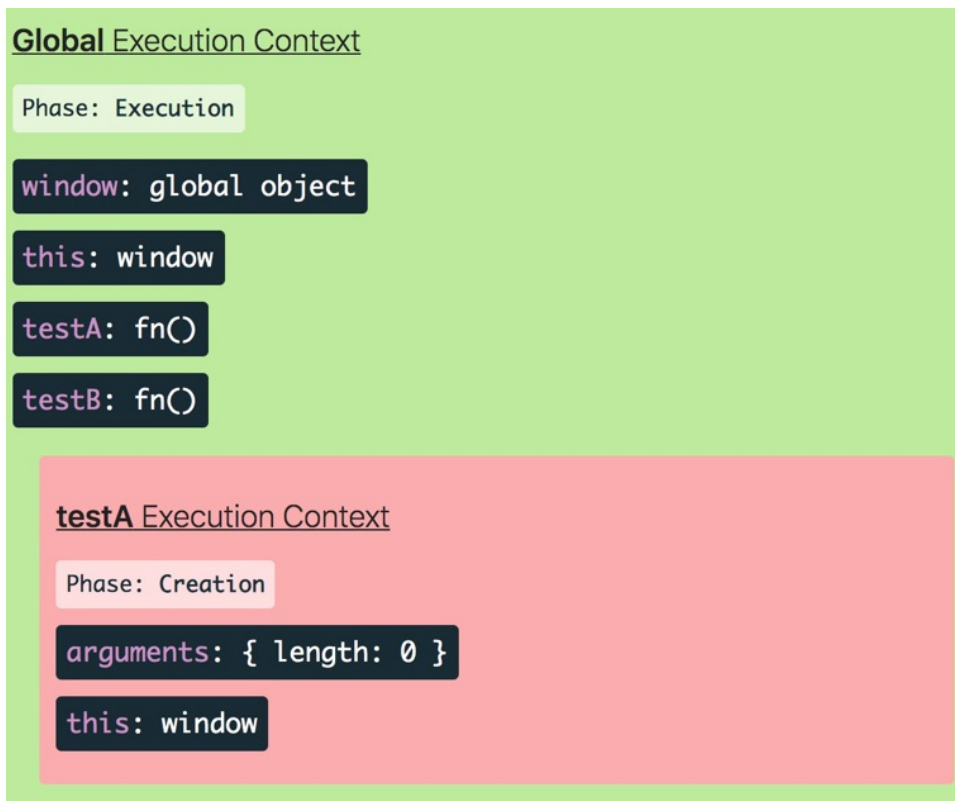 Global Execution Context
Phase: Execution
window: global object
this: window
testA: fn()
testB: fn()
testA Execution Context
Phase: Creation
arguments: { length: 0 }
this: window